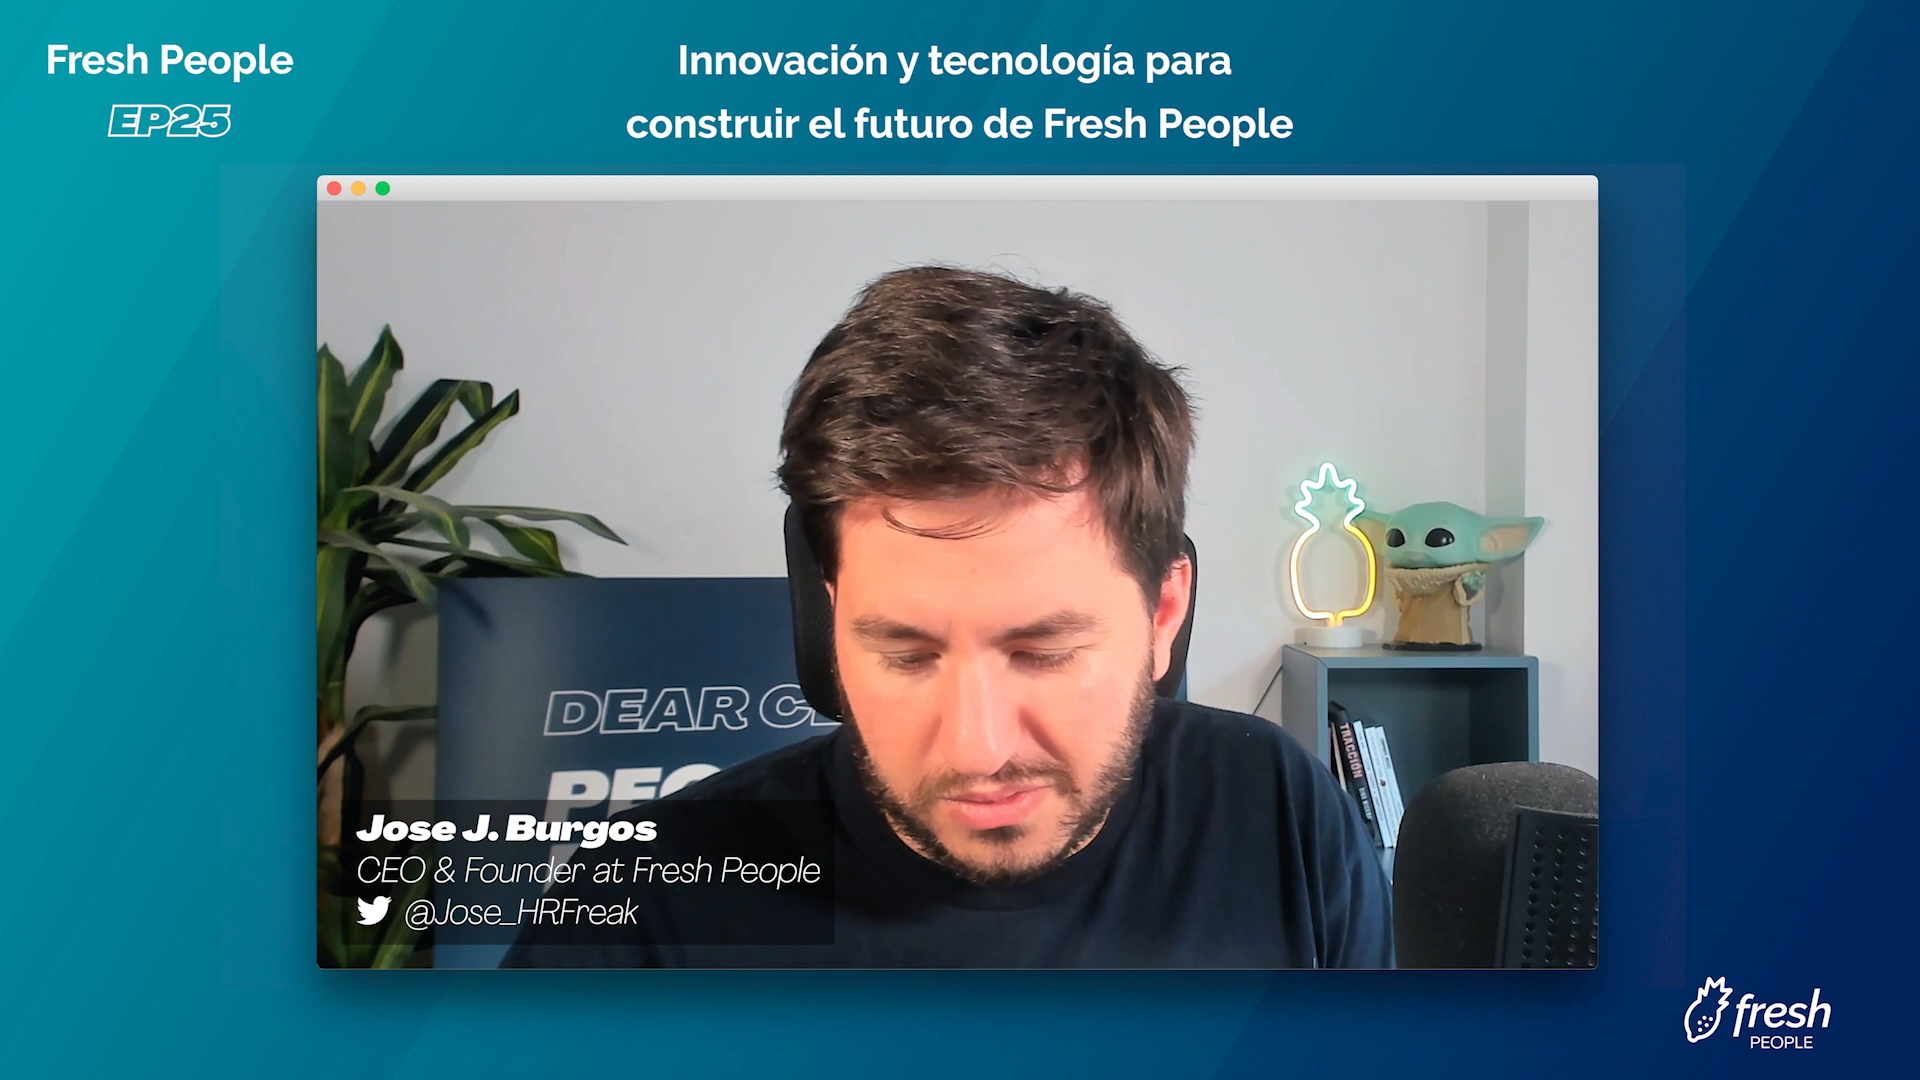 Fresh People
EP25
Innovación y tecnología para
construir el futuro de Fresh People
DEAR C
PEO
TRACCIÓN
Jose J. Burgos
CEO & Founder at Fresh People
@Jose_HRFreak
fresh
PEOPLE